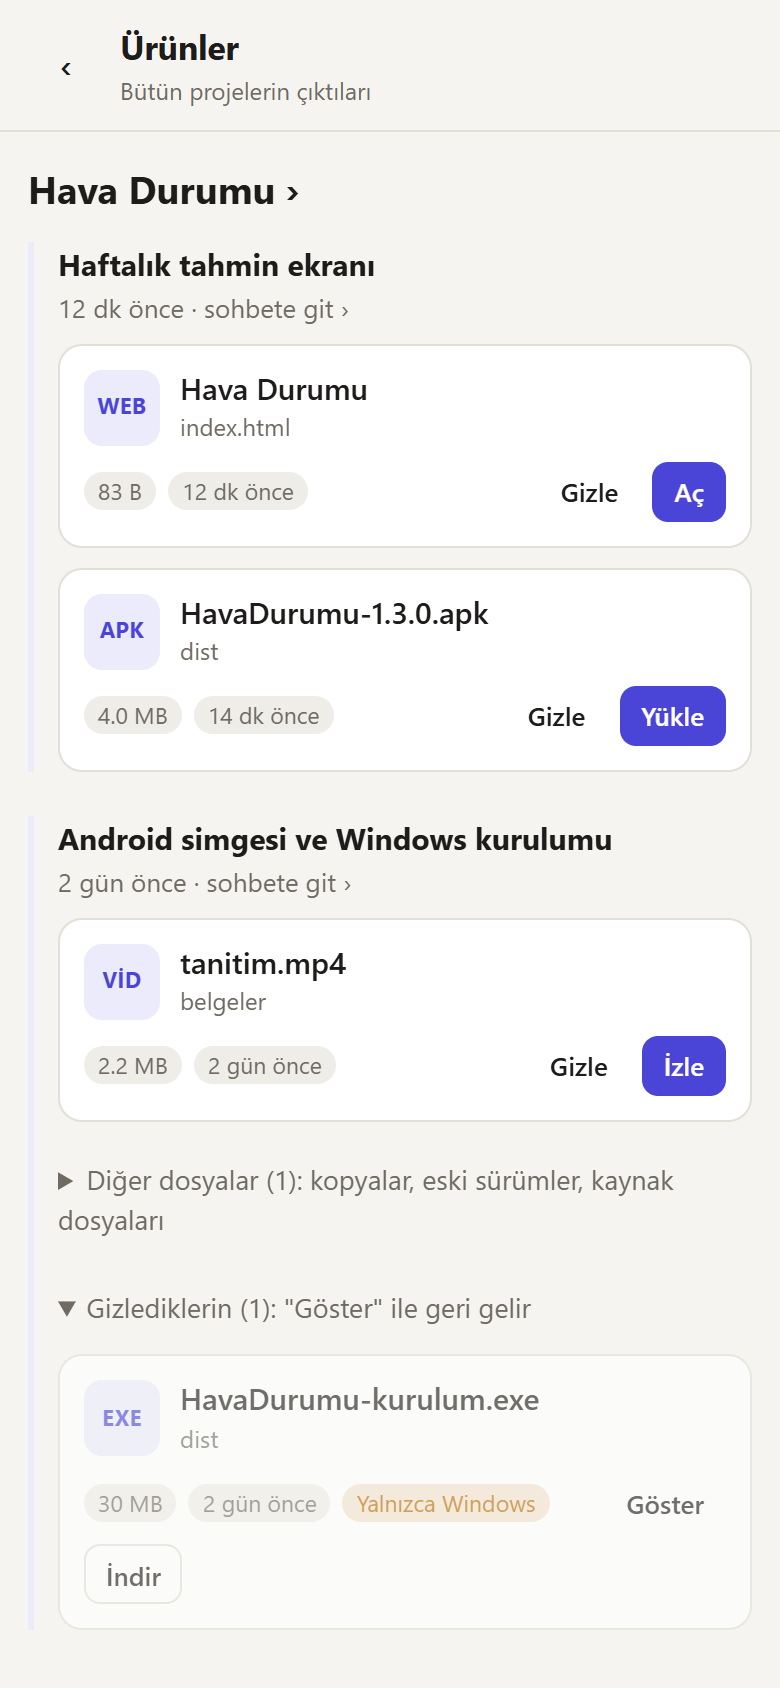 ‹
Ürünler
Bütün projelerin çıktıları
Hava Durumu ›
Haftalık tahmin ekranı
12 dk önce · sohbete git ›
WEB
Hava Durumu
index.html
83 B
12 dk önce
Gizle
Aç
APK
HavaDurumu-1.3.0.apk
dist
4.0 MB
14 dk önce
Gizle
Yükle
Android simgesi ve Windows kurulumu
2 gün önce · sohbete git ›
VİD
tanitim.mp4
belgeler
2.2 MB
2 gün önce
Gizle
İzle
▶ Diğer dosyalar (1): kopyalar, eski sürümler, kaynak
dosyaları
▼ Gizlediklerin (1): "Göster" ile geri gelir
EXE
HavaDurumu-kurulum.exe
dist
30 MB
2 gün önce
Yalnızca Windows
Göster
İndir